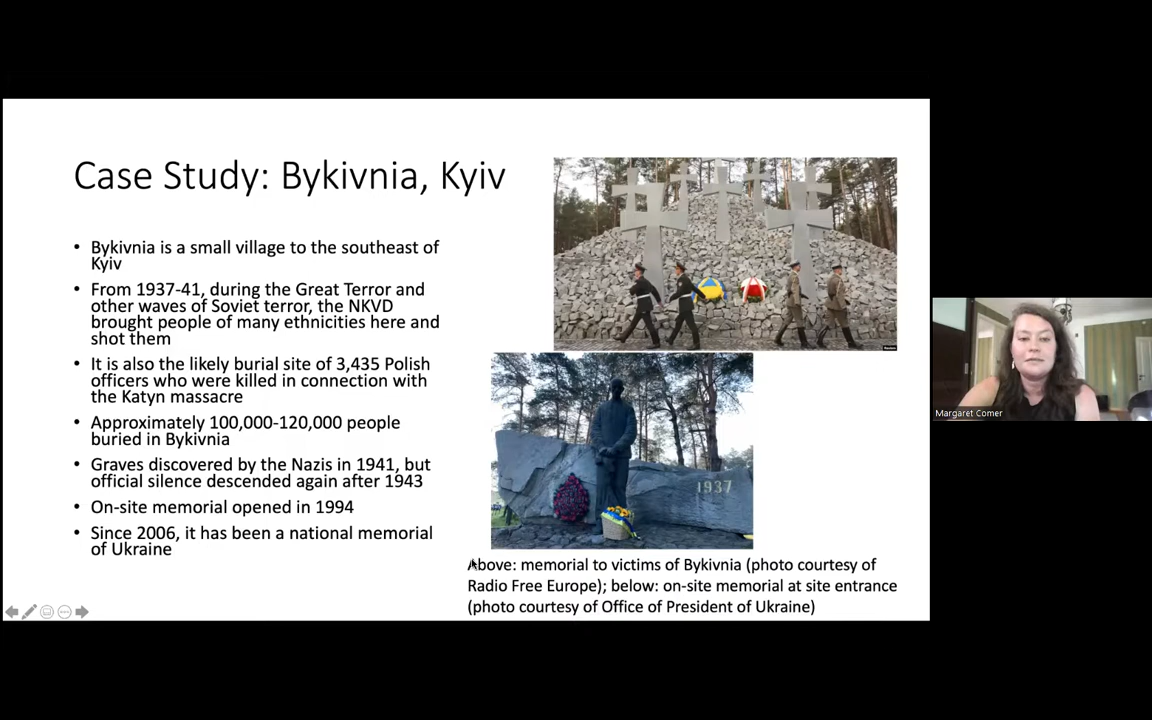 Case Study: Bykivnia, Kyiv
• Bykivnia is a small village to the southeast of
Kyiv
• From 1937-41, during the Great Terror and
other waves of Soviet terror, the NKVD
brought people of many ethnicities here and
shot them
• It is also the likely burial site of 3,435 Polish
officers who were killed in connection with
the Katyn massacre
• Approximately 100,000-120,000 people
buried in Bykivnia
• Graves discovered by the Nazis in 1941, but
official silence descended again after 1943
• On-site memorial opened in 1994
• Since 2006, it has been a national memorial
of Ukraine
1937
Above: memorial to victims of Bykivnia (photo courtesy of
Radio Free Europe); below: on-site memorial at site entrance
(photo courtesy of Office of President of Ukraine)
Margaret Comer